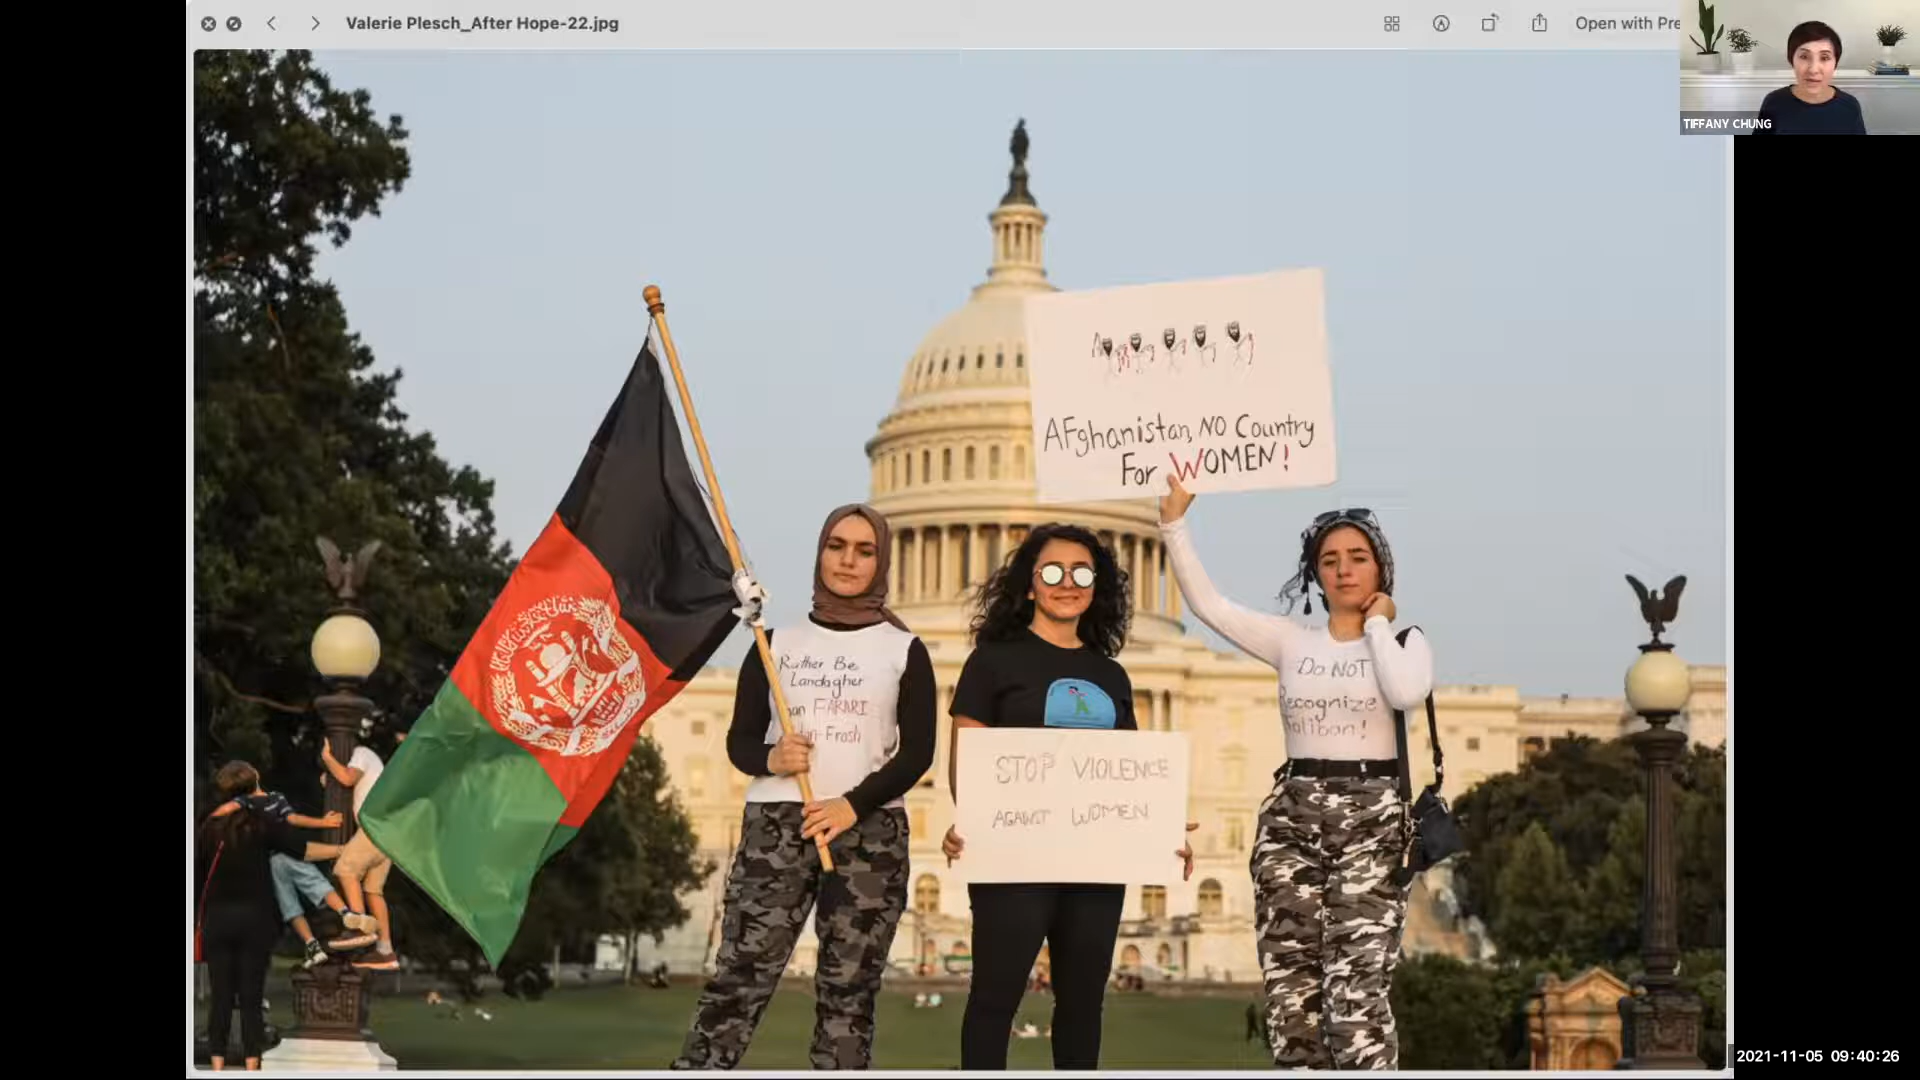 Valerie Plesch_After Hope-22.jpg
Open with Pre
TIFFANY CHUNG
AFghanistan, NO Country
For WOMEN!
Rather Be
Landagher
FARARI
STOP VIOLENCE
AGAINST WOMEN
Do NOT
Recognize
Taliban!
2021-11-05 09:40:26